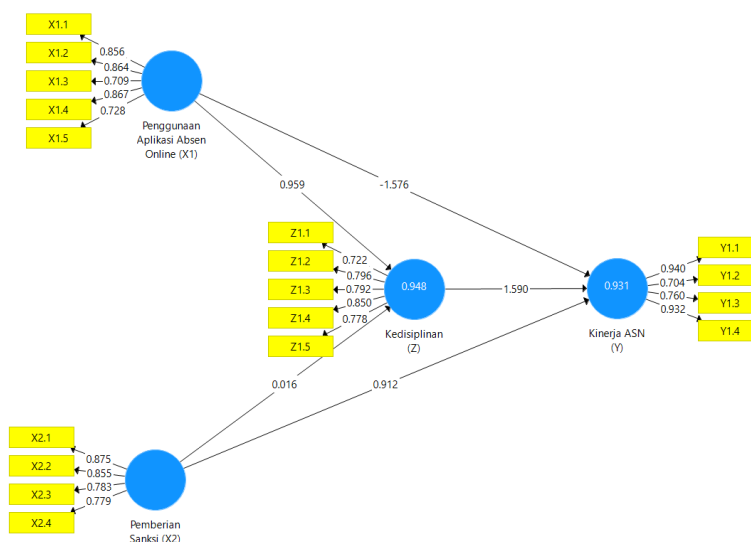 X1.1
X1.2
X1.3
X1.4
X1.5
0.856
0.864
0.709
0.867
0.728
Penggunaan
Aplikasi Absen
Online (X1)
0.959
-1.576
Z1.1
Z1.2
Z1.3
Z1.4
Z1.5
0.722
0.796
0.792
0.850
0.778
0.948
Kedisiplinan
(Z)
1.590
0.931
Kinerja ASN
(Y)
0.940
0.704
0.760
0.932
Y1.1
Y1.2
Y1.3
Y1.4
0.016
0.912
X2.1
X2.2
X2.3
X2.4
0.875
0.855
0.783
0.779
Pemberian
Sanksi (X2)